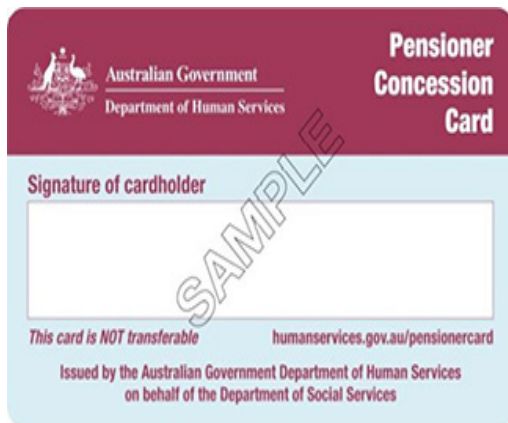 Australian Government
Department of Human Services
Pensioner
Concession
Card
SAMPLE
Signature of cardholder
This card is NOT transferable
humanservices.gov.au/pensionercard
Issued by the Australian Government Department of Human Services
on behalf of the Department of Social Services